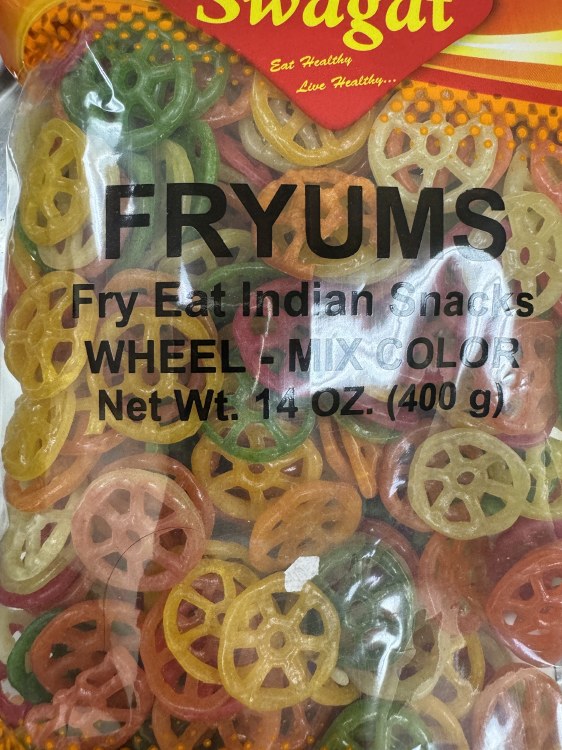 Swagat
Eat Healthy
Live Healthy...
FRYUMS
Fry Eat Indian Snacks
WHEEL - MIX COLOR
Net Wt. 14 OZ. (400 g)